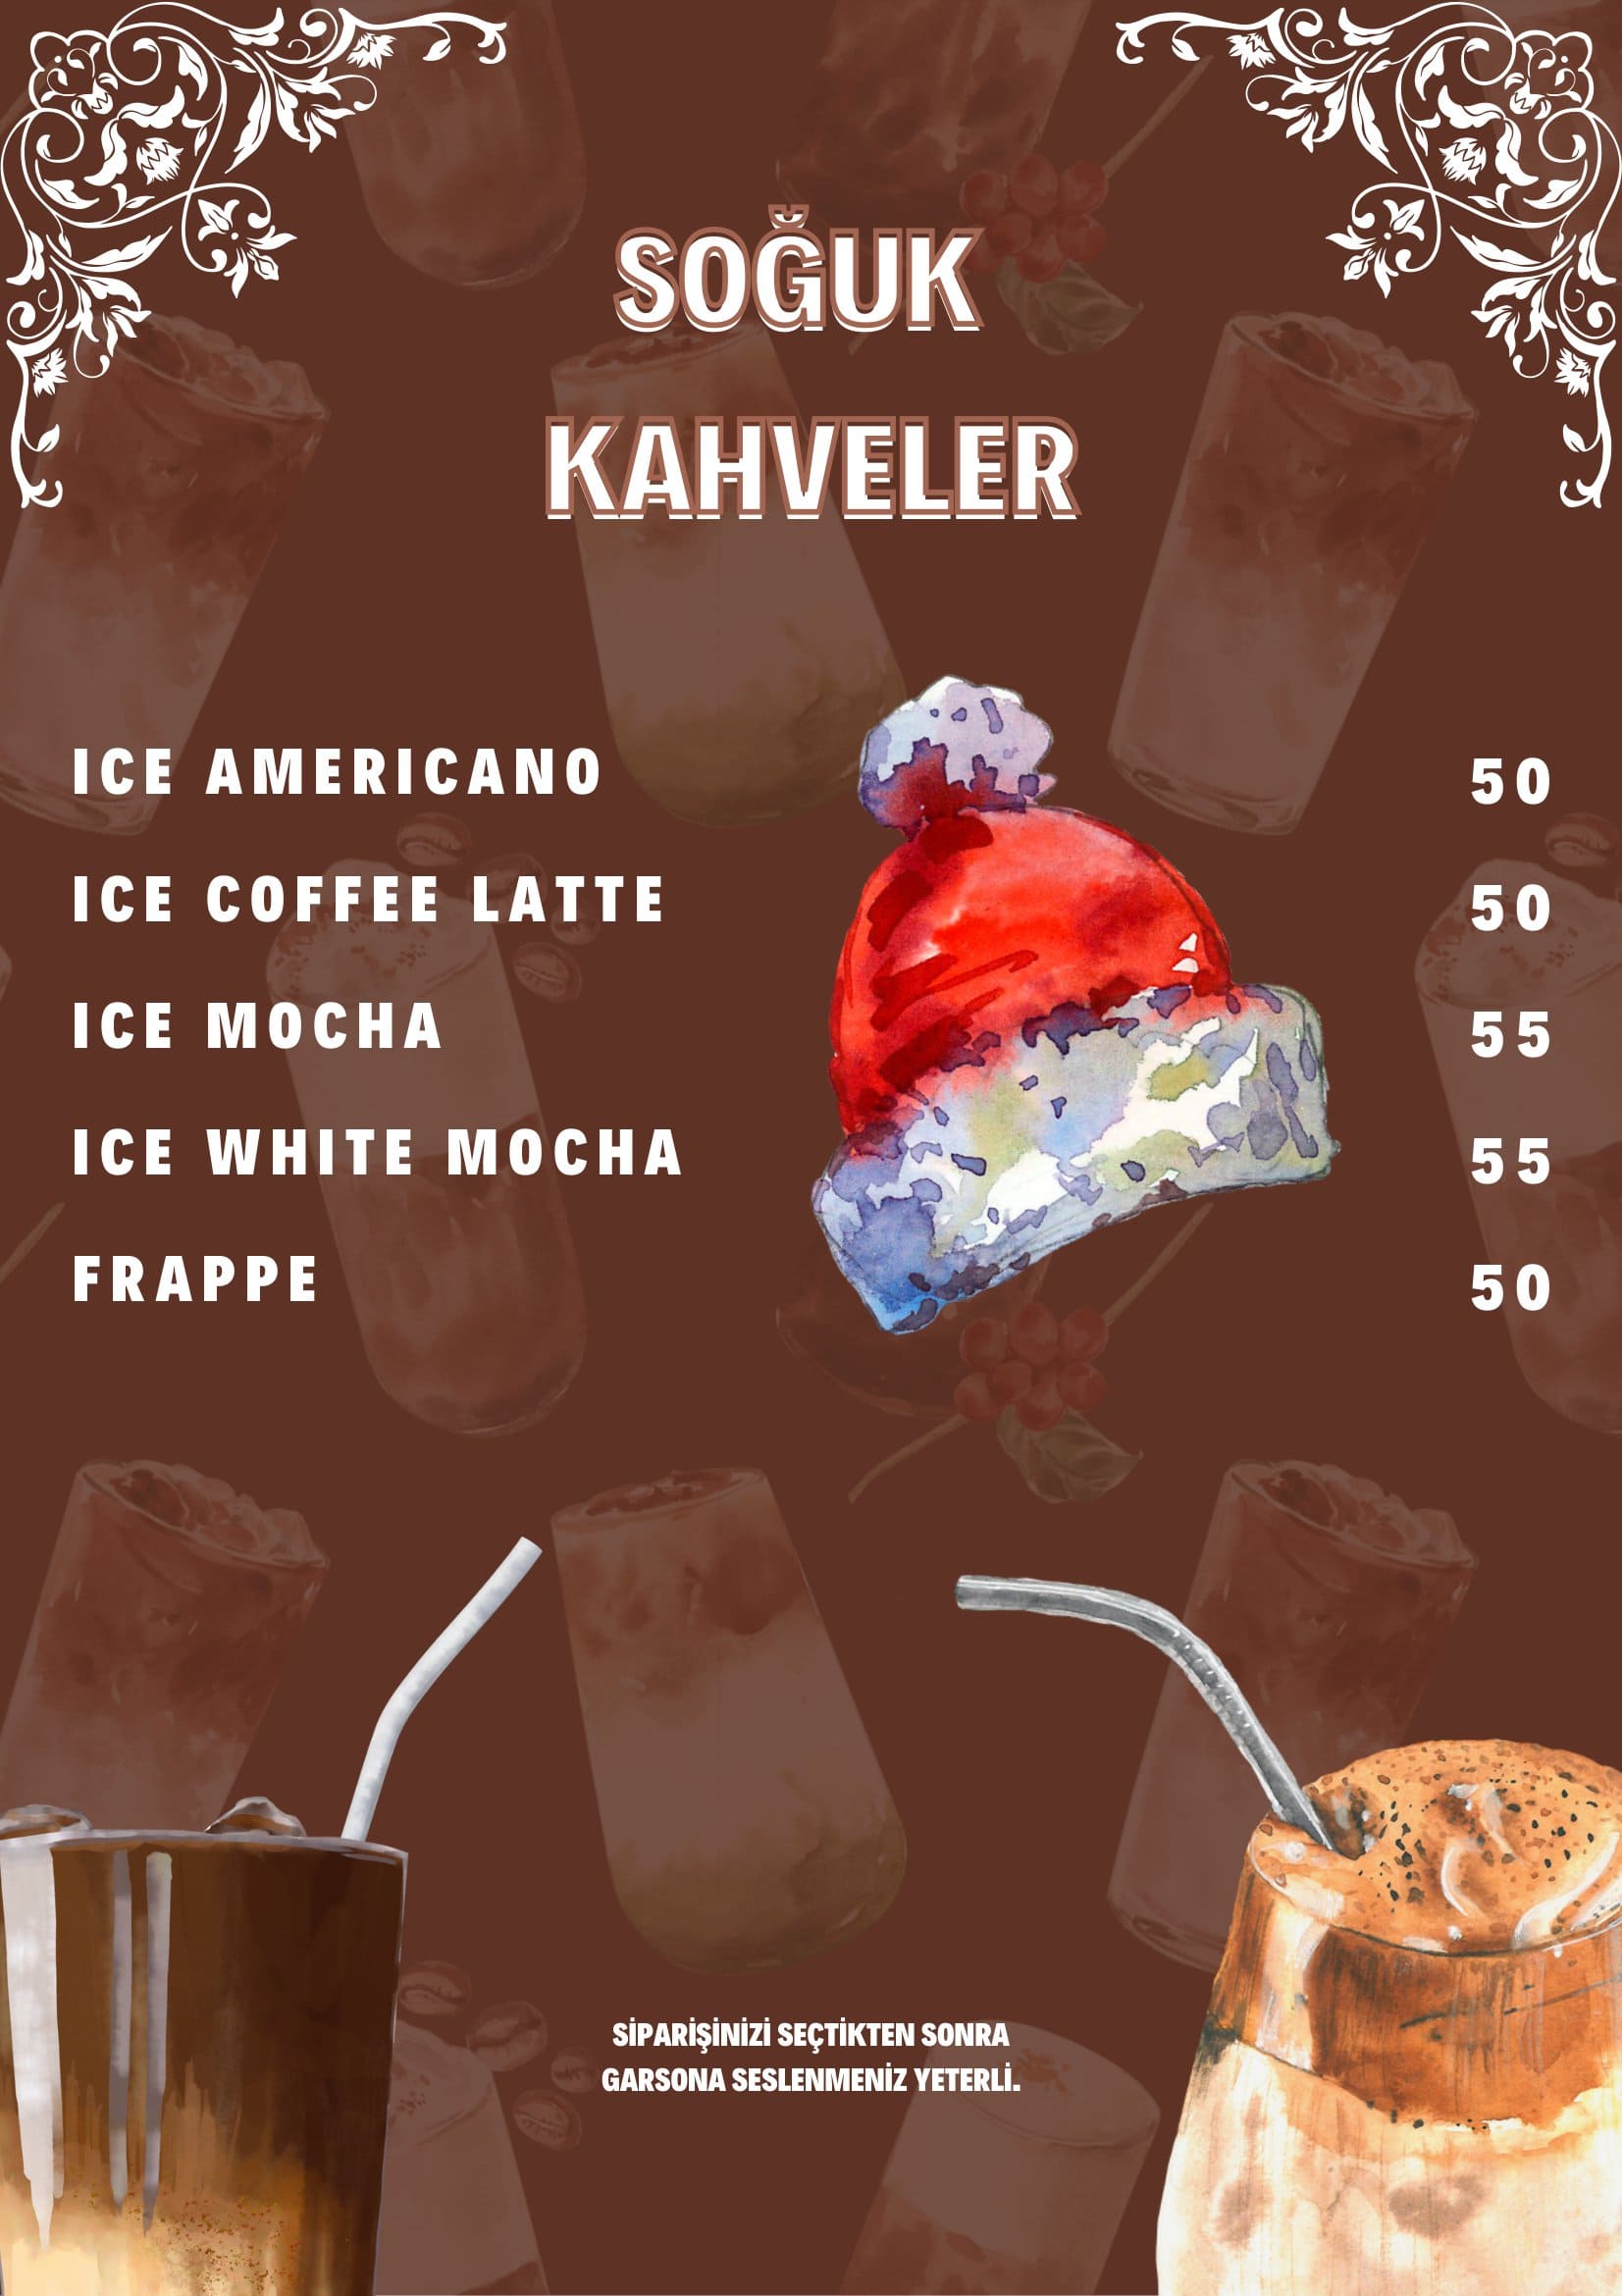 SOĞUK
KAHVELER
ICE AMERICANO 50
ICE COFFEE LATTE 50
ICE MOCHA 55
ICE WHITE MOCHA 55
FRAPPE 50
SİPARİŞİNİZİ SEÇTİKTEN SONRA
GARSONA SESLENMENİZ YETERLİ.